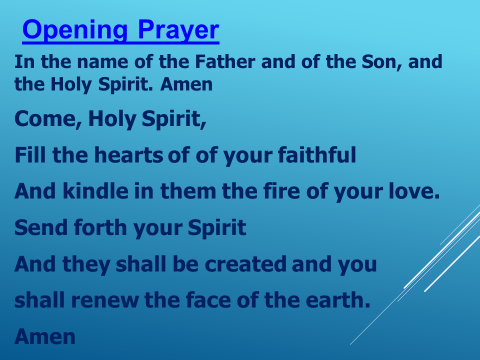 Opening Prayer
In the name of the Father and of the Son, and
the Holy Spirit. Amen
Come, Holy Spirit,
Fill the hearts of of your faithful
And kindle in them the fire of your love.
Send forth your Spirit
And they shall be created and you
shall renew the face of the earth.
Amen